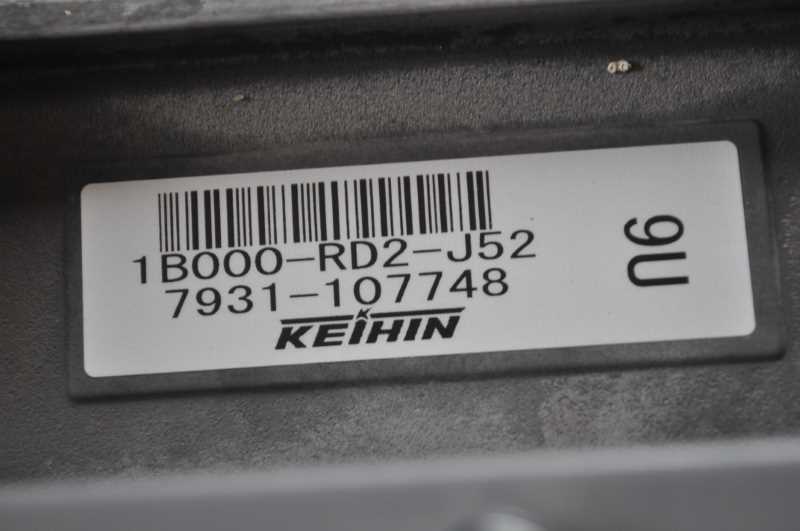 1B000-RD2-J52
7931-107748
KEIHIN
9U